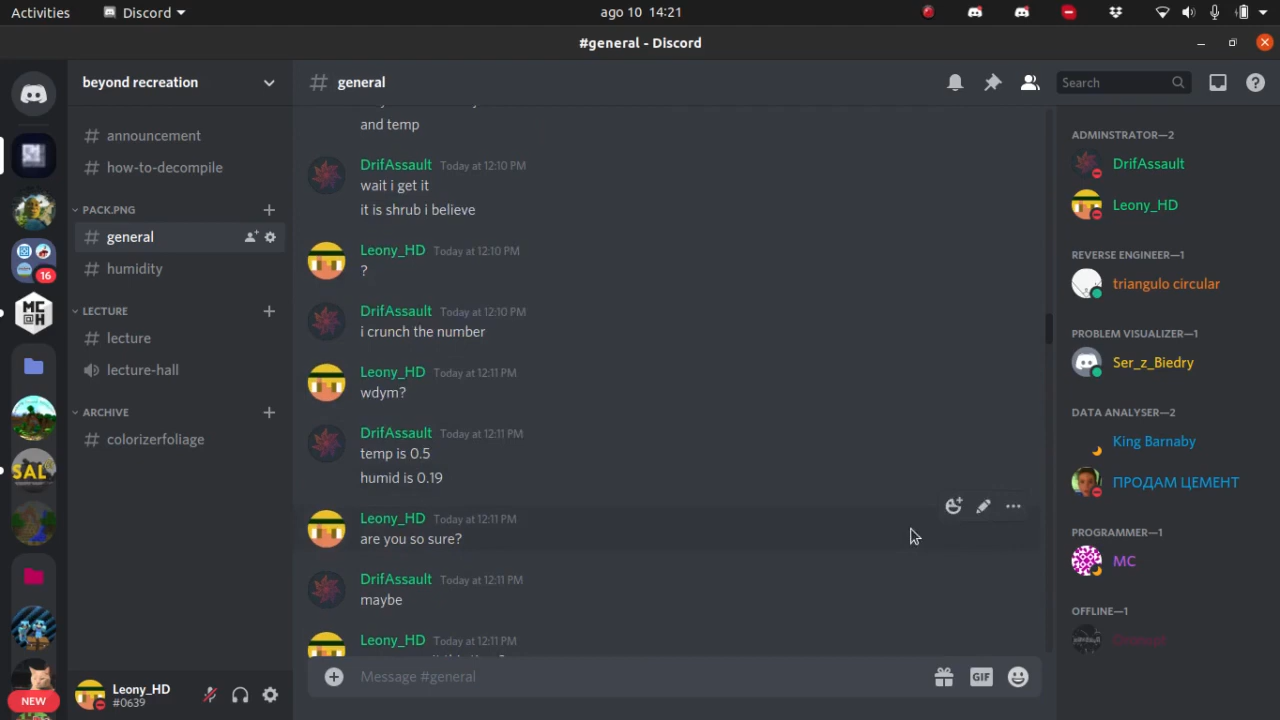 Activities
Discord
ago 10 14:21
#general - Discord
beyond recreation
general
Search
announcement
how-to-decompile
PACK.PNG
general
humidity
LECTURE
lecture
lecture-hall
ARCHIVE
colorizerfoliage
16
MC
@H
SAL
NEW
and temp
DrifAssault Today at 12:10 PM
wait i get it
it is shrub i believe
Leony_HD Today at 12:10 PM
?
DrifAssault Today at 12:10 PM
i crunch the number
Leony_HD Today at 12:11 PM
wdym?
DrifAssault Today at 12:11 PM
temp is 0.5
humid is 0.19
Leony_HD Today at 12:11 PM
are you so sure?
DrifAssault Today at 12:11 PM
maybe
Leony_HD Today at 12:11 PM
Message #general
GIF
Leony_HD
#0639
ADMINSTRATOR—2
DrifAssault
Leony_HD
REVERSE ENGINEER—1
triangulo circular
PROBLEM VISUALIZER—1
Ser_z_Biedry
DATA ANALYSER—2
King Barnaby
ПРОДАМ ЦЕМЕНТ
PROGRAMMER—1
MC
OFFLINE—1